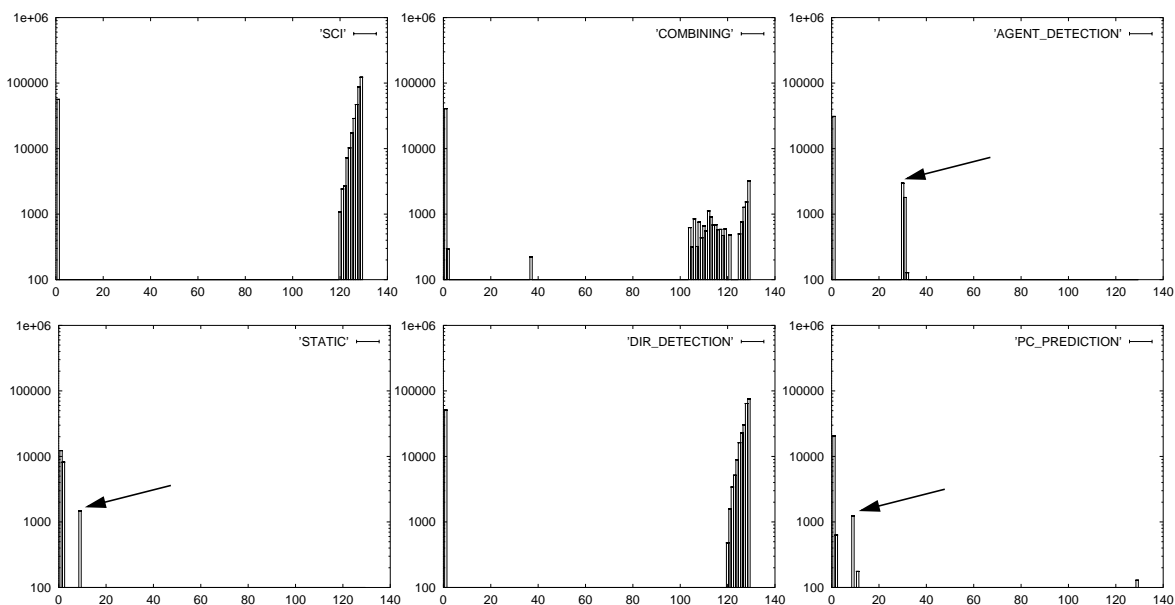 1e+06 1e+06 1e+06
'SCI' 'COMBINING' 'AGENT_DETECTION'
100000 100000 100000
10000 10000 10000
1000 1000 1000
100 100 100
0 20 40 60 80 100 120 140 0 20 40 60 80 100 120 140 0 20 40 60 80 100 120 140
1e+06 1e+06 1e+06
'STATIC' 'DIR_DETECTION' 'PC_PREDICTION'
100000 100000 100000
10000 10000 10000
1000 1000 1000
100 100 100
0 20 40 60 80 100 120 140 0 20 40 60 80 100 120 140 0 20 40 60 80 100 120 140